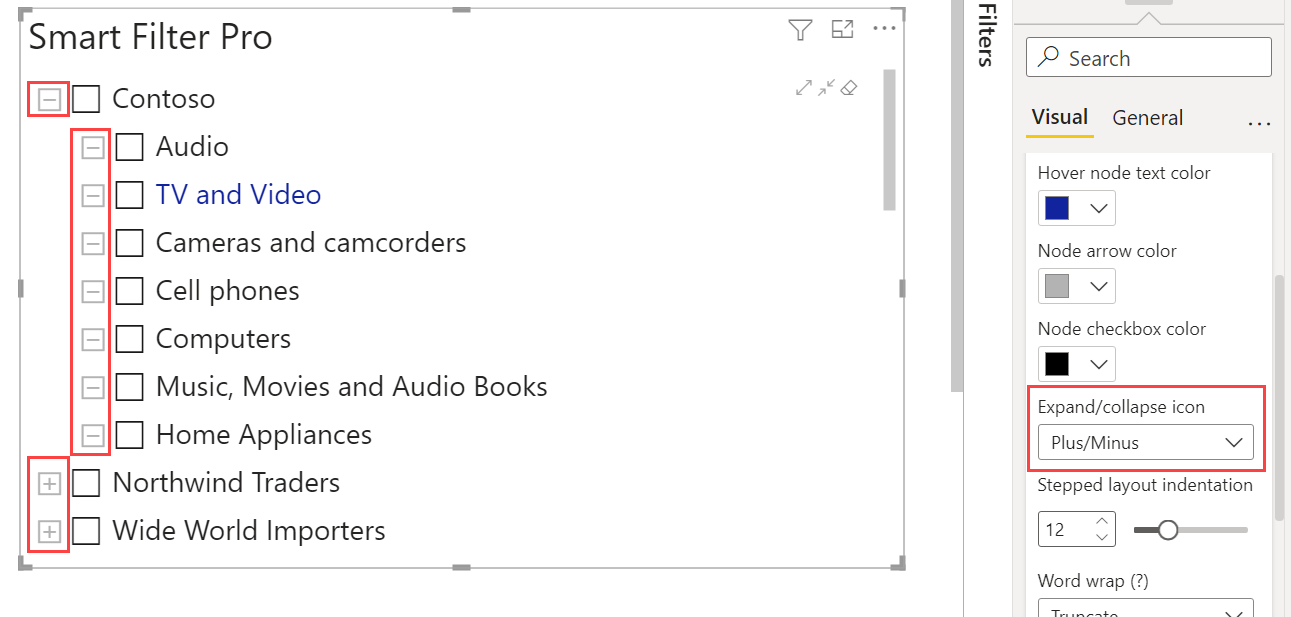 Smart Filter Pro
Contoso
Audio
TV and Video
Cameras and camcorders
Cell phones
Computers
Music, Movies and Audio Books
Home Appliances
Northwind Traders
Wide World Importers
Filters
Search
Visual General
Hover node text color
Node arrow color
Node checkbox color
Expand/collapse icon
Plus/Minus
Stepped layout indentation
12
Word wrap (?)
Truncate